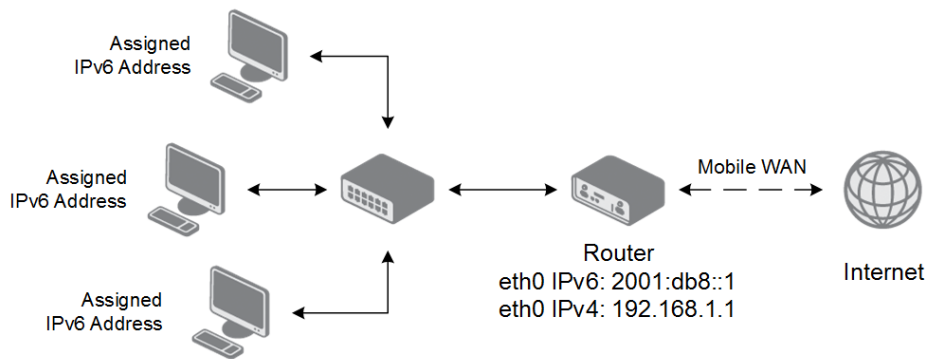 Assigned
IPv6 Address
Assigned
IPv6 Address
Assigned
IPv6 Address
Mobile WAN
Router
eth0 IPv6: 2001:db8::1
eth0 IPv4: 192.168.1.1
Internet